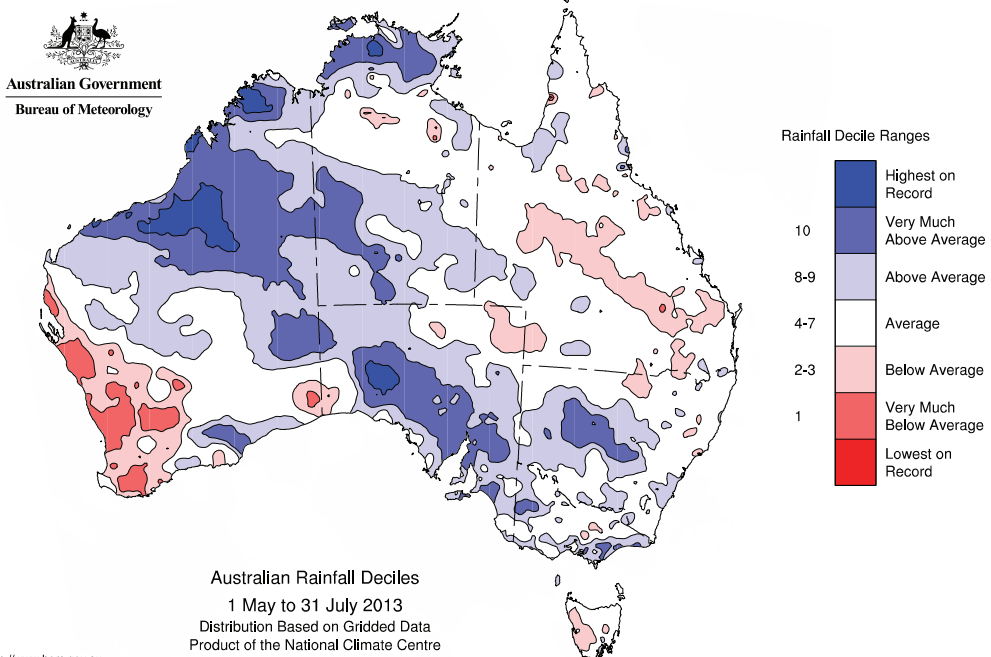 Australian Government
Bureau of Meteorology
Rainfall Decile Ranges
Highest on
Record
10
Very Much
Above Average
8-9
Above Average
4-7
Average
2-3
Below Average
1
Very Much
Below Average
Lowest on
Record
Australian Rainfall Deciles
1 May to 31 July 2013
Distribution Based on Gridded Data
Product of the National Climate Centre